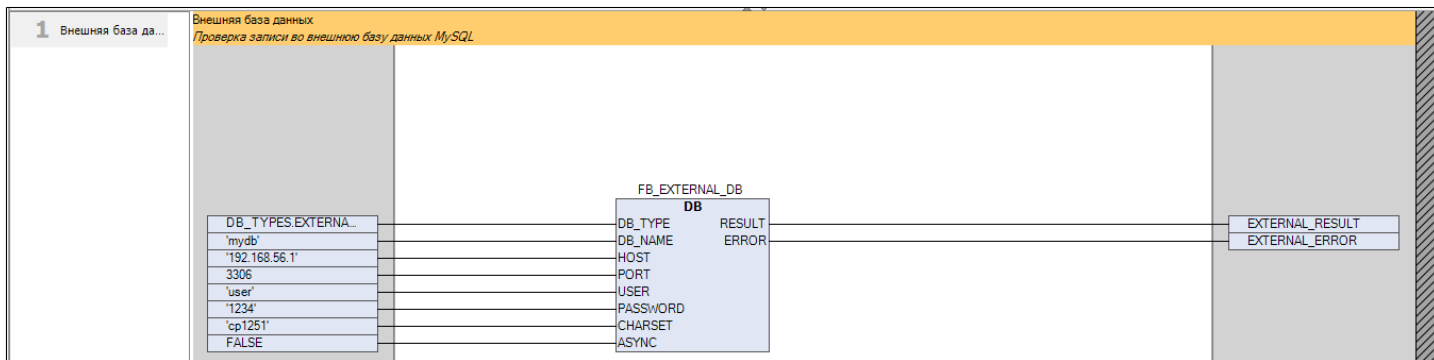 1 Внешняя база да...
Внешняя база данных
Проверка записи во внешнюю базу данных MySQL
FB_EXTERNAL_DB
DB
DB_TYPES.EXTERNA... DB_TYPE RESULT EXTERNAL_RESULT
'mydb' DB_NAME ERROR EXTERNAL_ERROR
'192.168.56.1' HOST
3306 PORT
'user' USER
'1234' PASSWORD
'cp1251' CHARSET
FALSE ASYNC